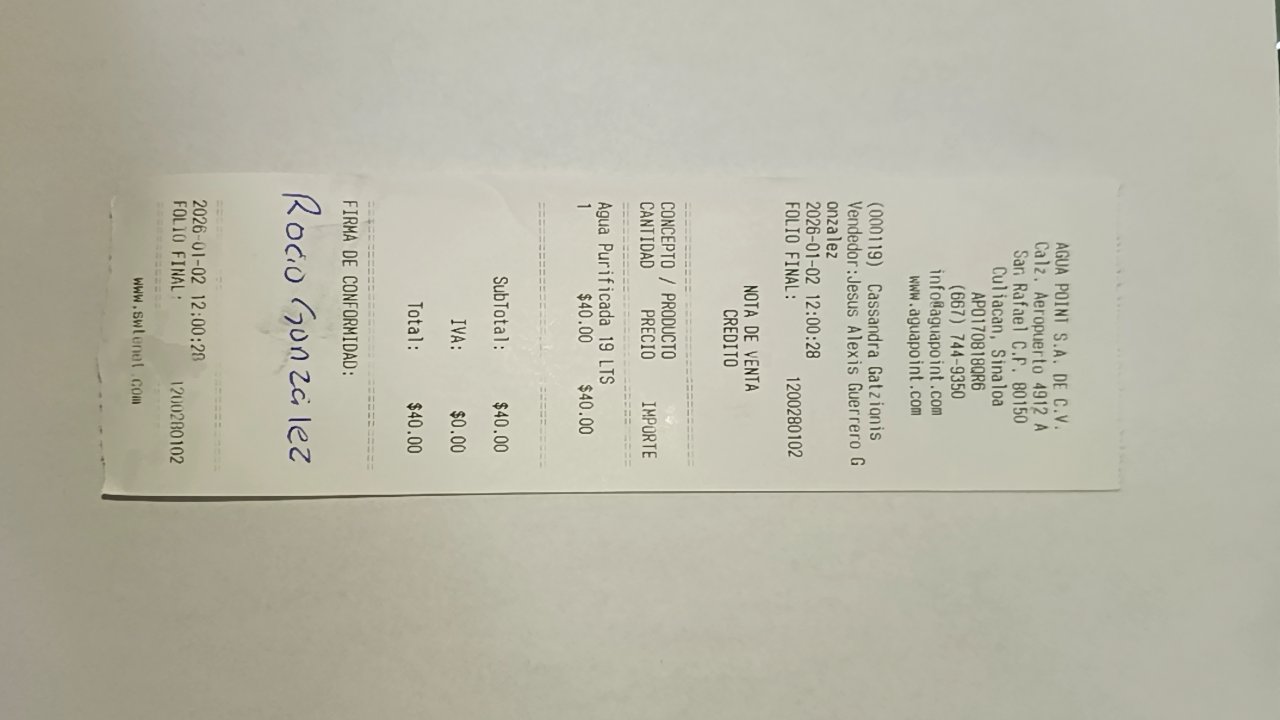 AGUA POINT S.A. DE C.V.
Calz. Aeropuerto 4912 A
San Rafael C.P. 80150
Culiacan, Sinaloa
APO170818QR6
(667) 744-9350
info@aguapoint.com
www.aguapoint.com
(000119) Cassandra Gatzionis
Vendedor:Jesus Alexis Guerrero G
onzalez
2026-01-02 12:00:28
FOLIO FINAL: 1200280102
NOTA DE VENTA
CREDITO
CONCEPTO / PRODUCTO
CANTIDAD PRECIO IMPORTE
Agua Purificada 19 LTS
1 $40.00 $40.00
SubTotal: $40.00
IVA: $0.00
Total: $40.00
FIRMA DE CONFORMIDAD:
Rocio González
2026-01-02 12:00:28
FOLIO FINAL: 1200280102
www.swtenet.com